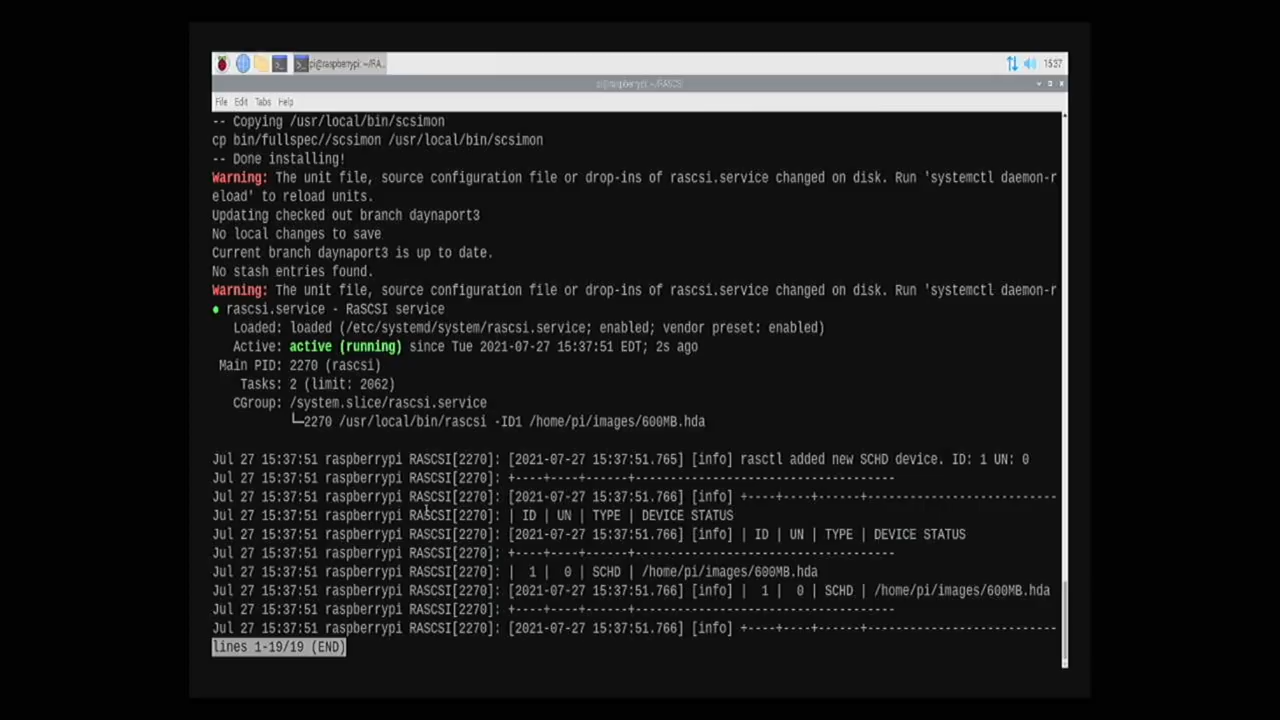 pi@raspberrypi: ~/RA..
15:37
pi@raspberrypi: ~/RASCSI
File Edit Tabs Help
-- Copying /usr/local/bin/scsimon
cp bin/fullspec//scsimon /usr/local/bin/scsimon
-- Done installing!
Warning: The unit file, source configuration file or drop-ins of rascsi.service changed on disk. Run 'systemctl daemon-r
eload' to reload units.
Updating checked out branch daynaport3
No local changes to save
Current branch daynaport3 is up to date.
No stash entries found.
Warning: The unit file, source configuration file or drop-ins of rascsi.service changed on disk. Run 'systemctl daemon-r
● rascsi.service - RaSCSI service
Loaded: loaded (/etc/systemd/system/rascsi.service; enabled; vendor preset: enabled)
Active: active (running) since Tue 2021-07-27 15:37:51 EDT; 2s ago
Main PID: 2270 (rascsi)
Tasks: 2 (limit: 2062)
CGroup: /system.slice/rascsi.service
└─2270 /usr/local/bin/rascsi -ID1 /home/pi/images/600MB.hda
Jul 27 15:37:51 raspberrypi RASCSI[2270]: [2021-07-27 15:37:51.765] [info] rasctl added new SCHD device. ID: 1 UN: 0
Jul 27 15:37:51 raspberrypi RASCSI[2270]: +----+----+------+-------------------------------------
Jul 27 15:37:51 raspberrypi RASCSI[2270]: [2021-07-27 15:37:51.766] [info] +----+----+------+---------------------------
Jul 27 15:37:51 raspberrypi RASCSI[2270]: | ID | UN | TYPE | DEVICE STATUS
Jul 27 15:37:51 raspberrypi RASCSI[2270]: [2021-07-27 15:37:51.766] [info] | ID | UN | TYPE | DEVICE STATUS
Jul 27 15:37:51 raspberrypi RASCSI[2270]: +----+----+------+-------------------------------------
Jul 27 15:37:51 raspberrypi RASCSI[2270]: |  1 |  0 | SCHD | /home/pi/images/600MB.hda
Jul 27 15:37:51 raspberrypi RASCSI[2270]: [2021-07-27 15:37:51.766] [info] |  1 |  0 | SCHD | /home/pi/images/600MB.hda
Jul 27 15:37:51 raspberrypi RASCSI[2270]: +----+----+------+-------------------------------------
Jul 27 15:37:51 raspberrypi RASCSI[2270]: [2021-07-27 15:37:51.766] [info] +----+----+------+---------------------------
lines 1-19/19 (END)